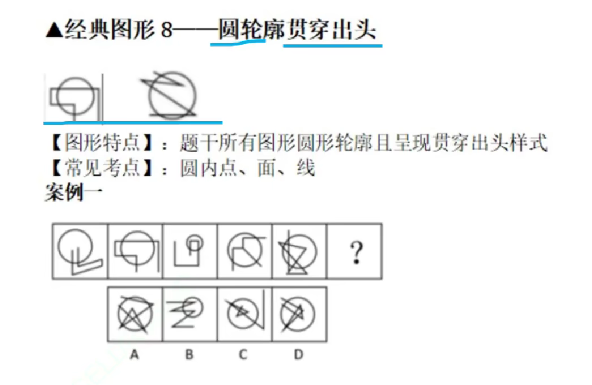 ▲经典图形 8——圆轮廓贯穿出头
【图形特点】：题干所有图形圆形轮廓且呈现贯穿出头样式
【常见考点】：圆内点、面、线
案例一
?
A B C D